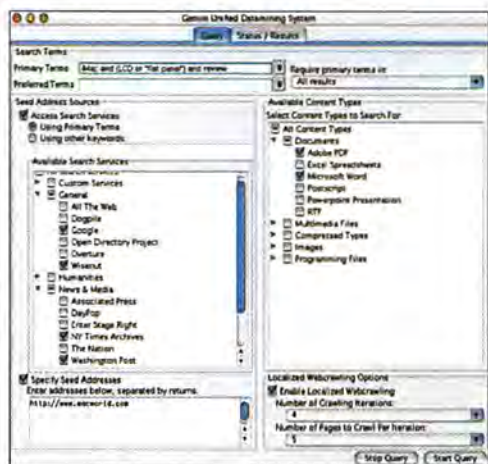 Gemini Unified Datamining System
Query
Status / Results
Search Terms
Primary Terms
iMac and (LCD or "flat panel") and review
Require primary terms in:
Preferred Terms
All results
Seed Address Sources
Access Search Services
Using Primary Terms
Using other keywords:
Available Search Services
Custom Services
General
All The Web
Dogpile
Google
Open Directory Project
Overture
Wisenut
Humanities
News & Media
Associated Press
DayPop
Enter Stage Right
NY Times Archives
The Nation
Washington Post
Specify Seed Addresses
Enter addresses below, separated by returns.
http://www.macworld.com
Available Content Types
Select Content Types to Search For
All Content Types
Documents
Adobe PDF
Excel Spreadsheets
Microsoft Word
Postscript
Powerpoint Presentation
RTF
Multimedia Files
Compressed Types
Images
Programming Files
Localized Webcrawling Options
Enable Localized Webcrawling
Number of Crawling Iterations:
4
Number of Pages to Crawl Per Iteration:
5
Stop Query
Start Query